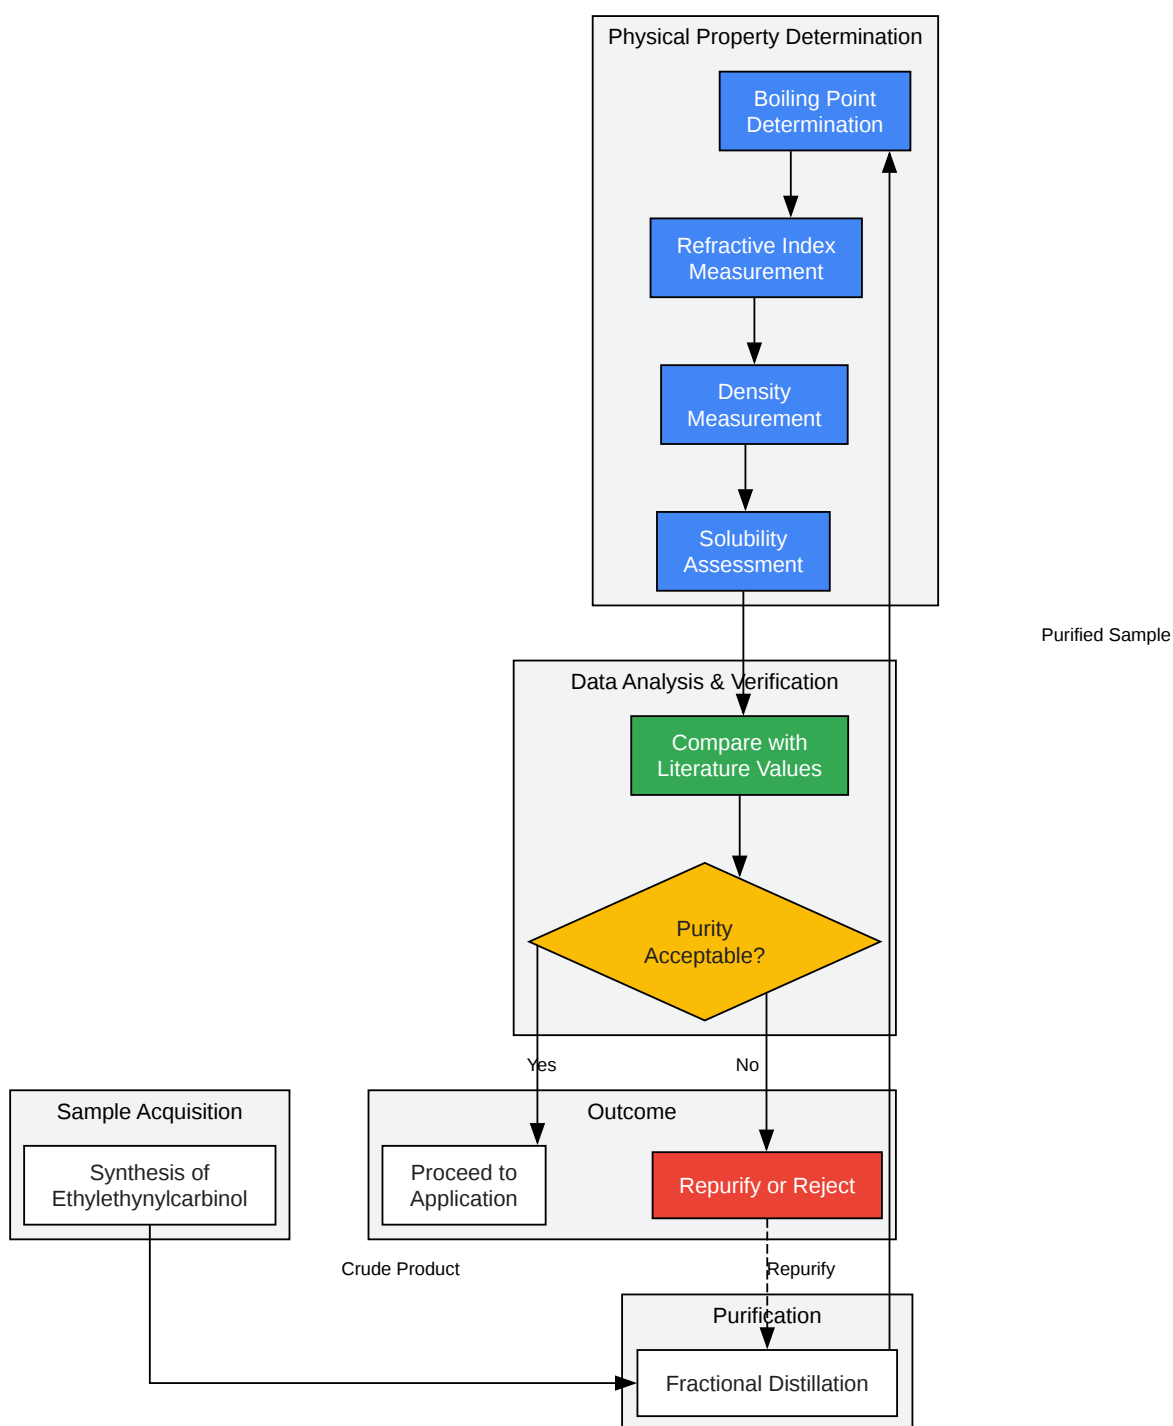 Physical Property Determination
Boiling Point
Determination
Refractive Index
Measurement
Density
Measurement
Solubility
Assessment
Purified Sample
Data Analysis & Verification
Compare with
Literature Values
Purity
Acceptable?
Yes
No
Sample Acquisition
Synthesis of
Ethylethynylcarbinol
Outcome
Proceed to
Application
Repurify or Reject
Crude Product
Repurify
Purification
Fractional Distillation